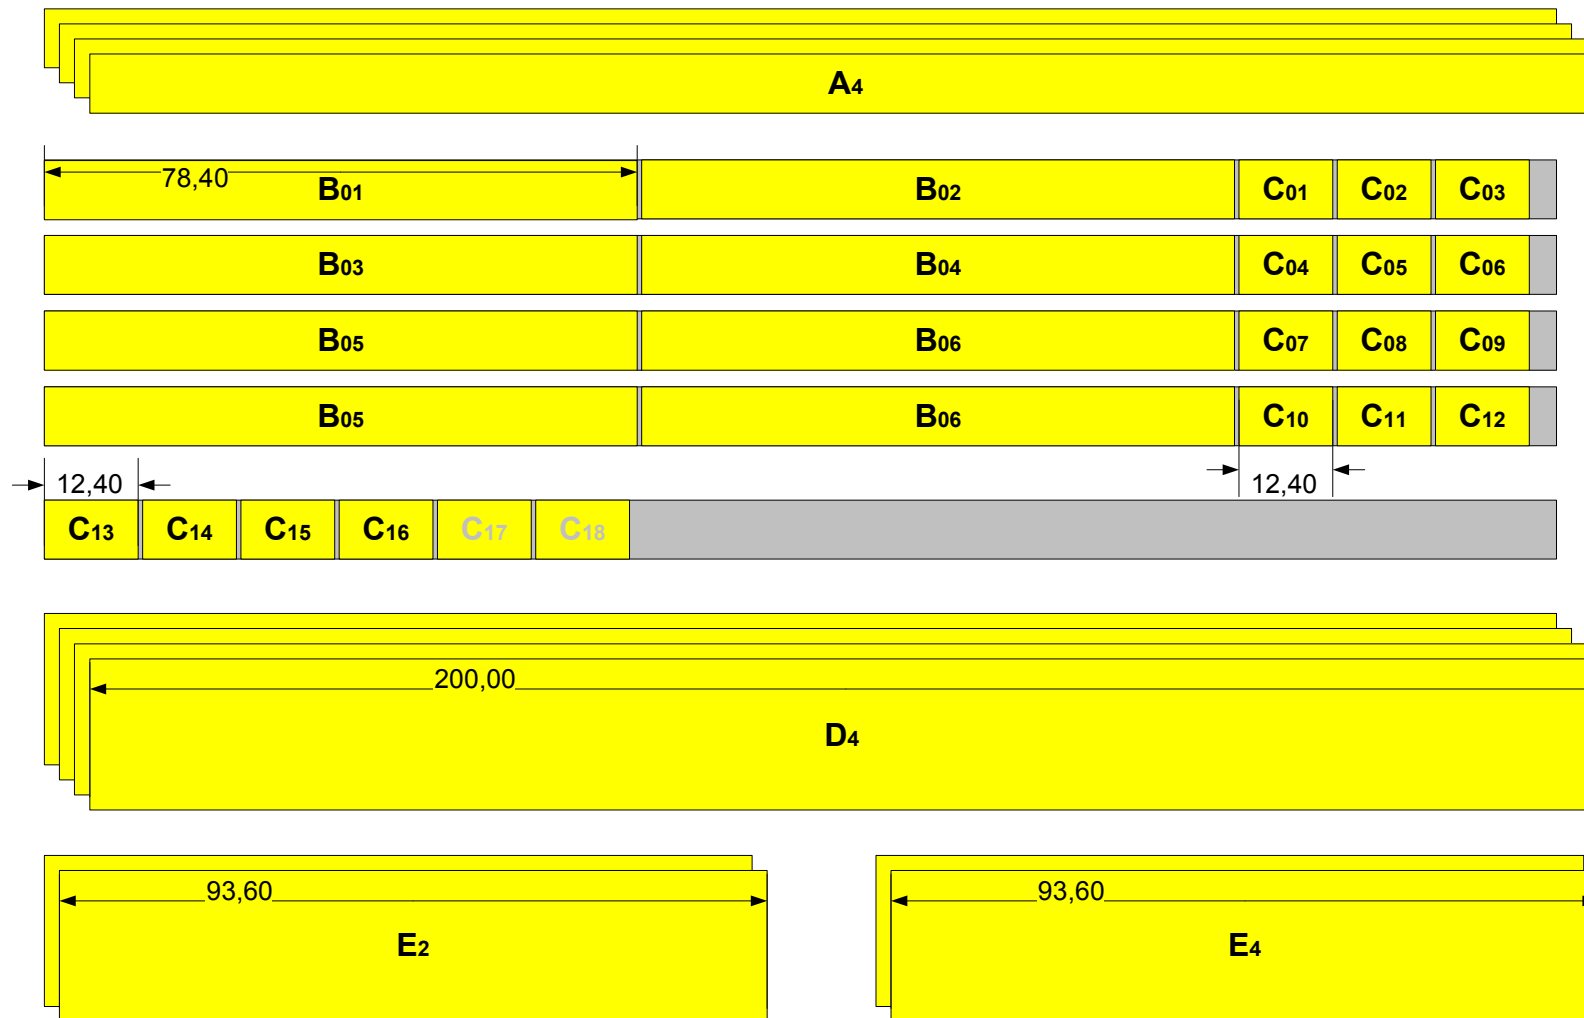 A4
78,40
B01 B02 C01 C02 C03
B03 B04 C04 C05 C06
B05 B06 C07 C08 C09
B05 B06 C10 C11 C12
12,40 12,40
C13 C14 C15 C16 C17 C18
200,00
D4
93,60 93,60
E2 E4